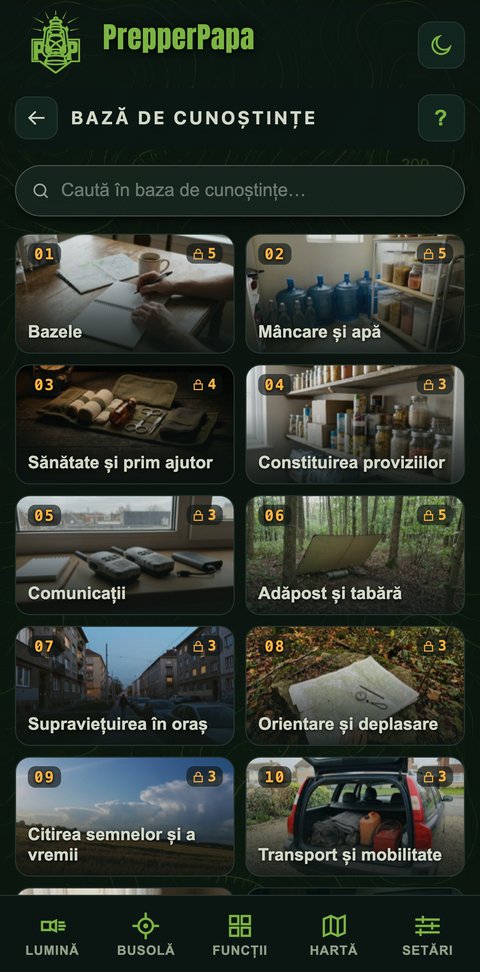 PrepperPapa
BAZĂ DE CUNOȘTINȚE
?
Caută în baza de cunoștințe...
01
5
Bazele
02
5
Mâncare și apă
03
4
Sănătate și prim ajutor
04
3
Constituirea proviziilor
05
3
Comunicații
06
5
Adăpost și tabără
07
3
Supraviețuirea în oraș
08
3
Orientare și deplasare
09
3
Citirea semnelor și a
vremii
10
3
Transport și mobilitate
LUMINĂ
BUSOLĂ
FUNCȚII
HARTĂ
SETĂRI